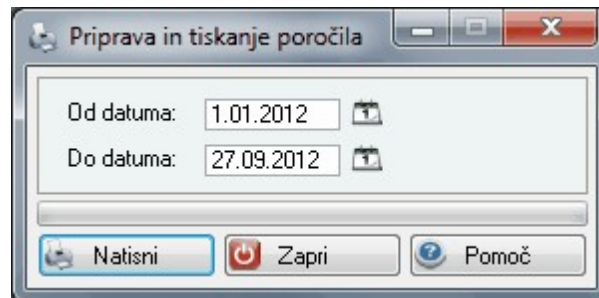 Priprava in tiskanje poročila
Od datuma: 1.01.2012
Do datuma: 27.09.2012
Natisni Zapri Pomoč